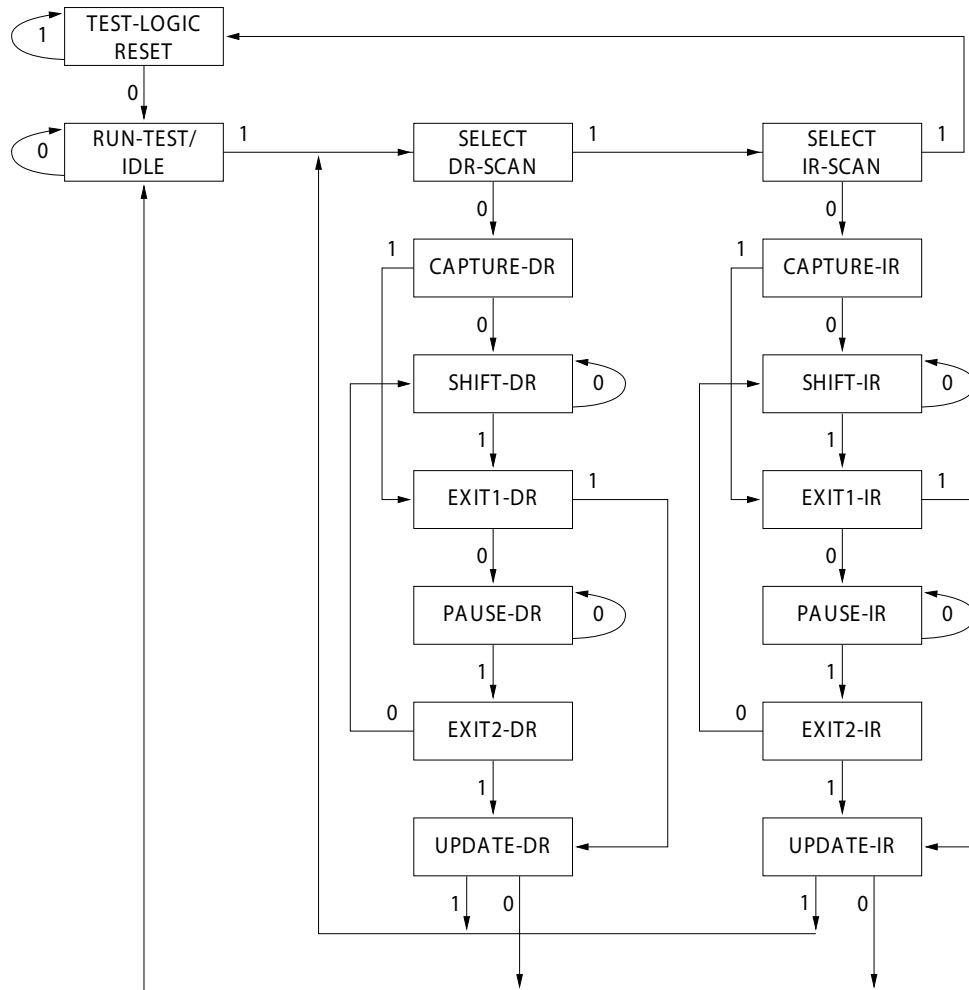 TEST-LOGIC
RESET
1
0
RUN-TEST/
IDLE
0
1
SELECT
DR-SCAN
1
SELECT
IR-SCAN
1
0
0
1
CAPTURE-DR
1
CAPTURE-IR
0
0
SHIFT-DR
0
SHIFT-IR
0
1
1
EXIT1-DR
1
EXIT1-IR
1
0
0
PAUSE-DR
0
PAUSE-IR
0
1
1
0
EXIT2-DR
0
EXIT2-IR
1
1
UPDATE-DR
UPDATE-IR
1
0
1
0